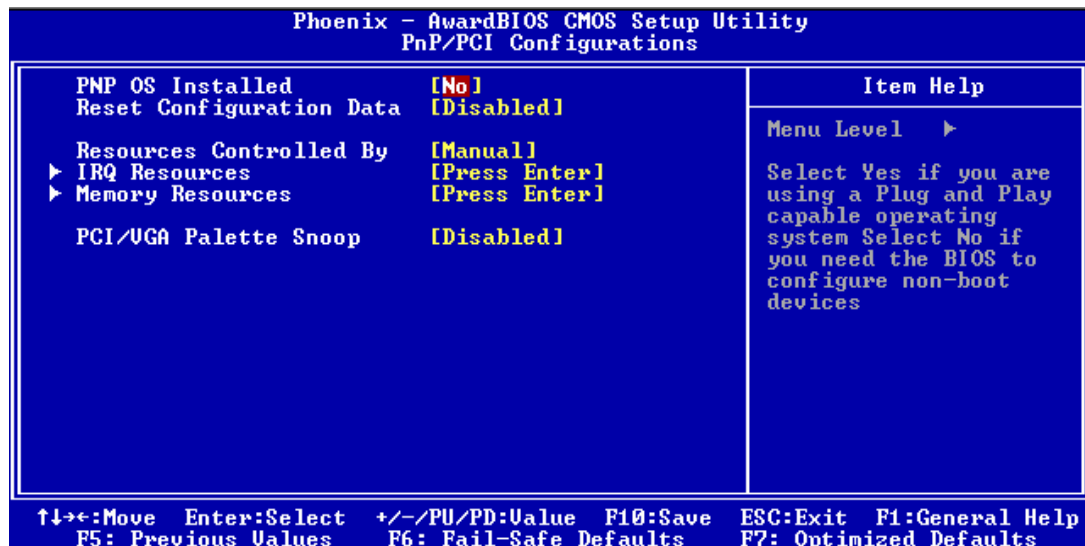 Phoenix - AwardBIOS CMOS Setup Utility
PnP/PCI Configurations
PNP OS Installed [No]
Reset Configuration Data [Disabled]
Resources Controlled By [Manual]
▶ IRQ Resources [Press Enter]
▶ Memory Resources [Press Enter]
PCI/VGA Palette Snoop [Disabled]
Item Help
Menu Level ▶
Select Yes if you are
using a Plug and Play
capable operating
system Select No if
you need the BIOS to
configure non-boot
devices
↑↓→←:Move Enter:Select +/-/PU/PD:Value F10:Save ESC:Exit F1:General Help
F5: Previous Values F6: Fail-Safe Defaults F7: Optimized Defaults